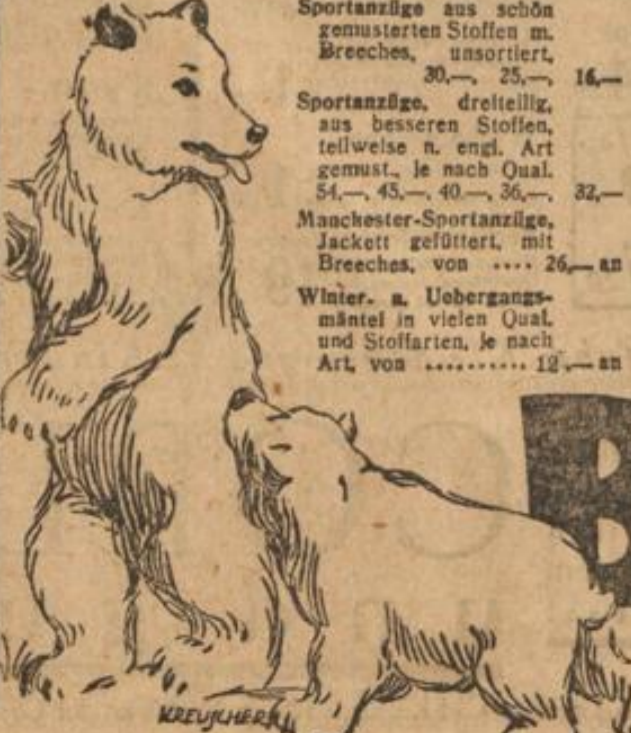 Sportanzüge aus schön
gemusterten Stoffen m.
Breeches, unsortiert,
30,—, 25,—, 16,—
Sportanzüge, dreiteilig,
aus besseren Stoffen,
teilweise n. engl. Art
gemust., je nach Qual.
54,—, 45,—, 40,—, 36,—, 32,—
Manchester-Sportanzüge,
Jackett gefüttert, mit
Breeches, von .... 26,— an
Winter- u. Uebergangs-
mäntel in vielen Qual.
und Stoffarten, je nach
Art, von .......... 12,— an
B
KREUSCHER